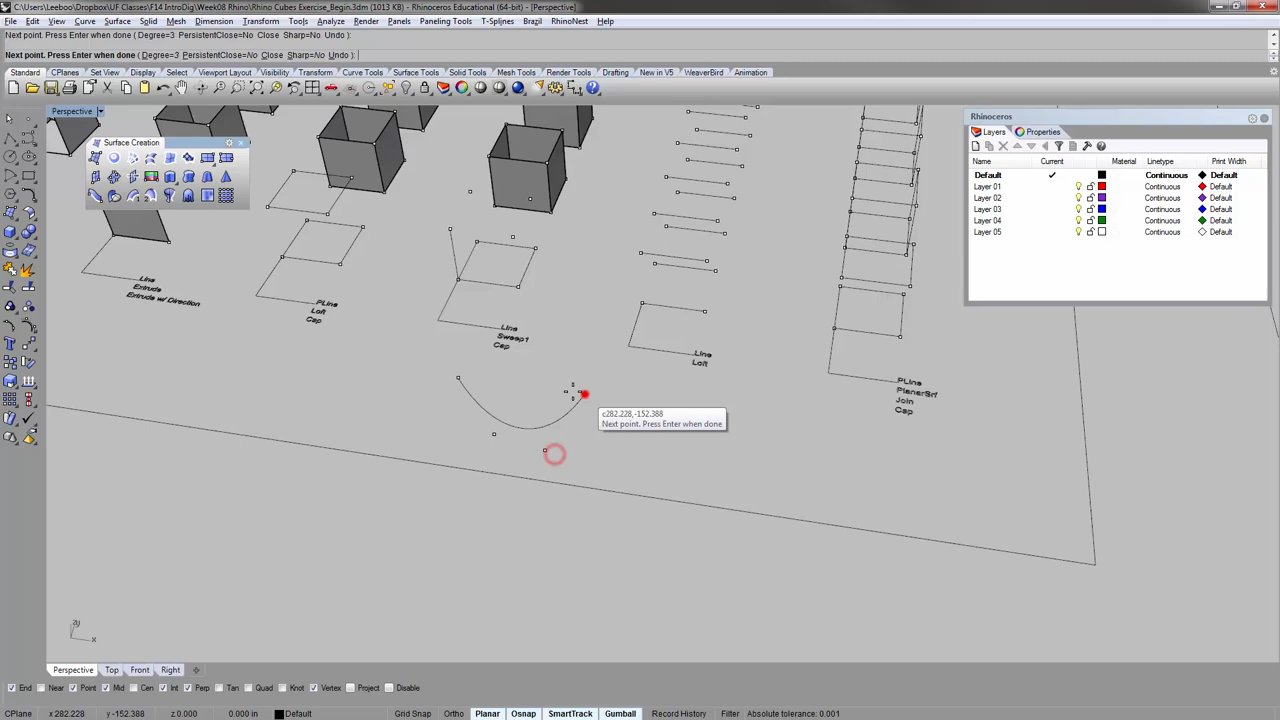 C:\Users\Leeboo\Dropbox\UF Classes\F14 IntroDig\Week08 Rhino\Rhino Cubes Exercise_Begin.3dm (1013 KB) - Rhinoceros Educational (64-bit) - [Perspective]
File Edit View Curve Surface Solid Mesh Dimension Transform Tools Analyze Render Panels Paneling Tools T-Splines Brazil RhinoNest Help
Next point. Press Enter when done ( Degree=3 PersistentClose=No Close Sharp=No Undo ):
Next point. Press Enter when done ( Degree=3 PersistentClose=No Close Sharp=No Undo ):
Standard CPlanes Set View Display Select Viewport Layout Visibility Transform Curve Tools Surface Tools Solid Tools Mesh Tools Render Tools Drafting New in V5 WeaverBird Animation
Perspective
Rhinoceros
Layers Properties
Surface Creation
Name Current Material Linetype Print Width
Default Continuous Default
Layer 01 Continuous Default
Layer 02 Continuous Default
Layer 03 Continuous Default
Layer 04 Continuous Default
Layer 05 Continuous Default
Line
Extrude
Extrude w/ Direction
PLine
Loft
Cap
Line
Sweep1
Cap
Line
Loft
PLine
PlanarSrf
Join
Cap
c282.228,-152.388
Next point. Press Enter when done
x
Perspective Top Front Right
End Near Point Mid Cen Int Perp Tan Quad Knot Vertex Project Disable
CPlane x 282.228 y -152.388 z 0.000 0.000 in Default Grid Snap Ortho Planar Osnap SmartTrack Gumball Record History Filter Absolute tolerance: 0.001